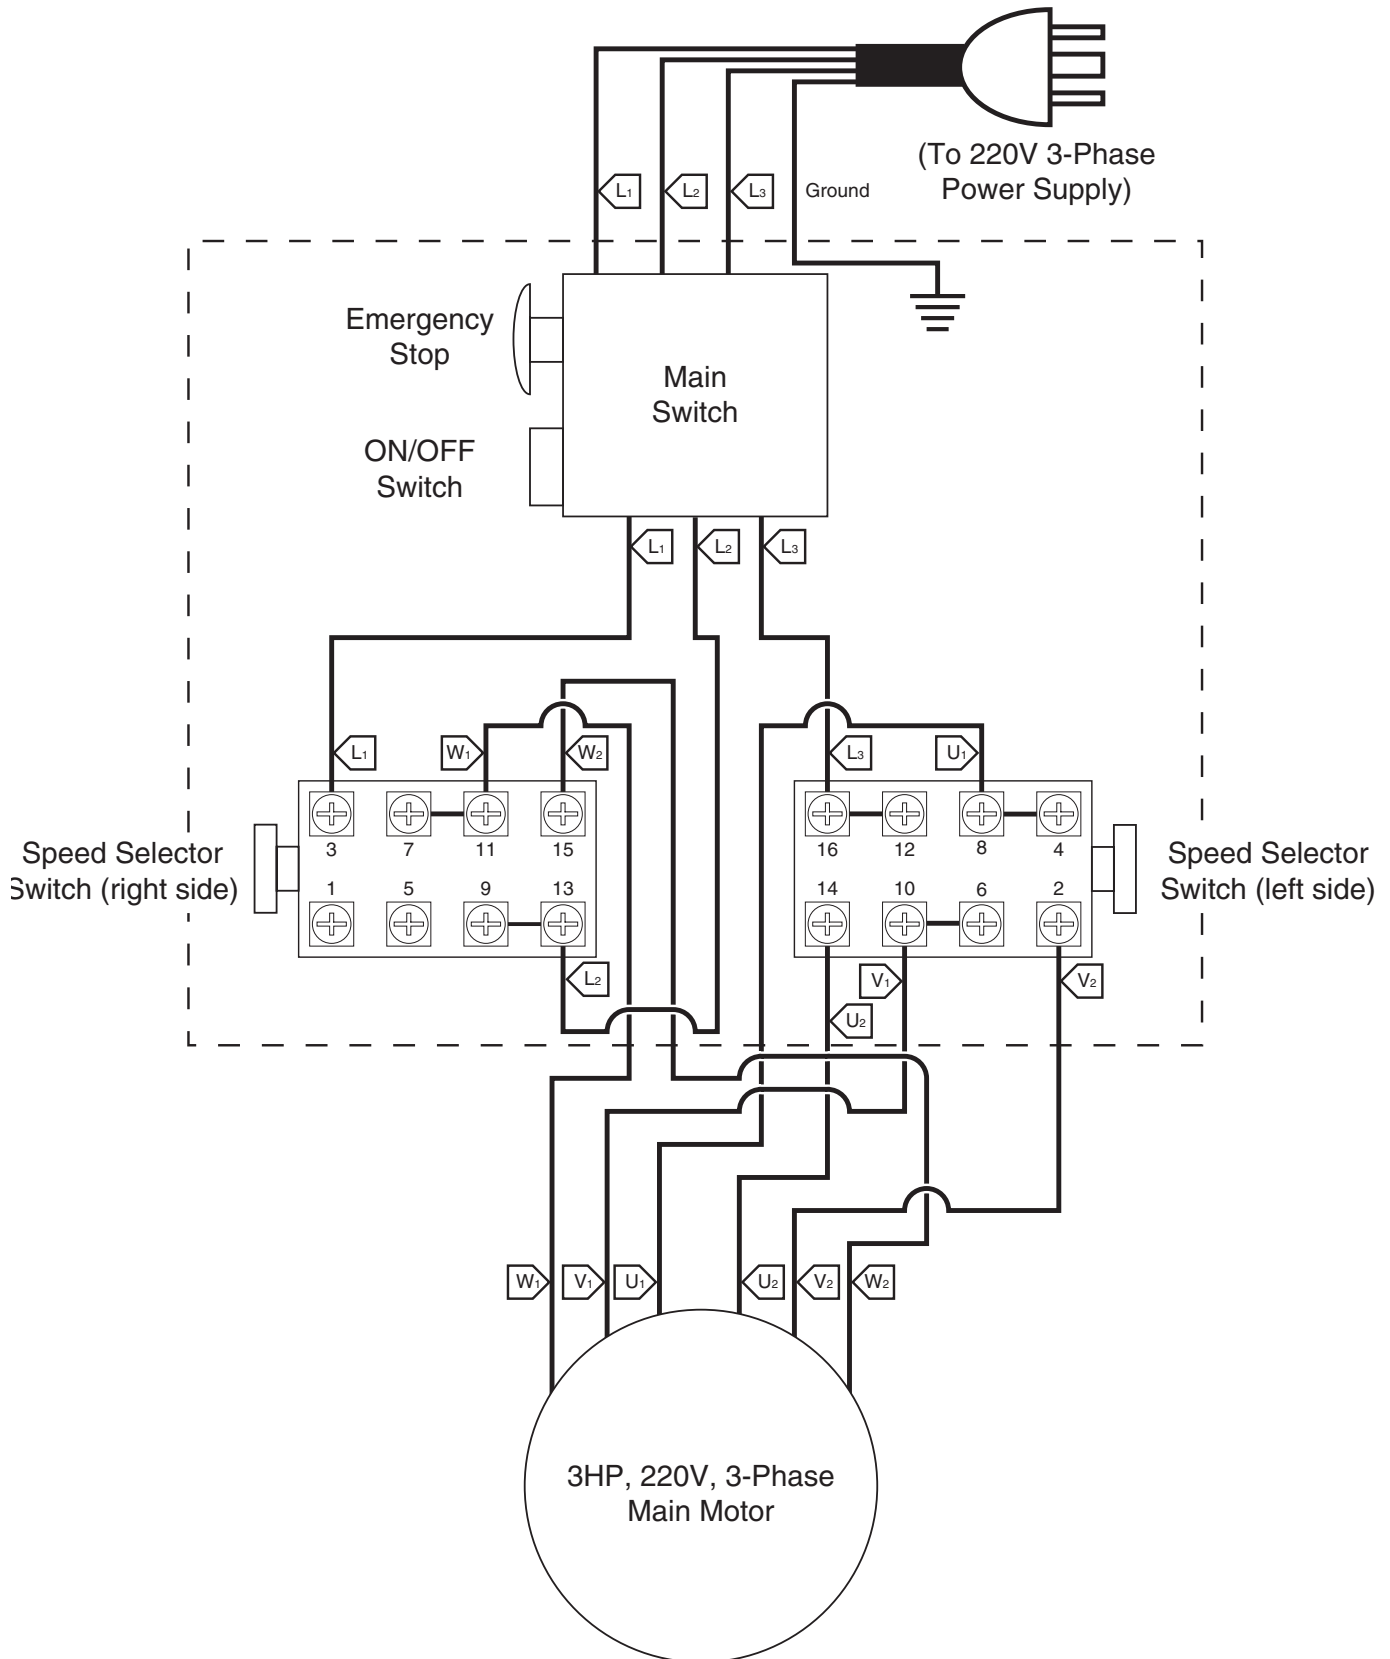 (To 220V 3-Phase
Power Supply)
L1
L2
L3
Ground
Emergency
Stop
Main
Switch
ON/OFF
Switch
L1
L2
L3
L1
W1
W2
L3
U1
Speed Selector
Switch (right side)
3 7 11 15
1 5 9 13
16 12 8 4
14 10 6 2
Speed Selector
Switch (left side)
L2
V1
V2
U2
W1
V1
U1
U2
V2
W2
3HP, 220V, 3-Phase
Main Motor